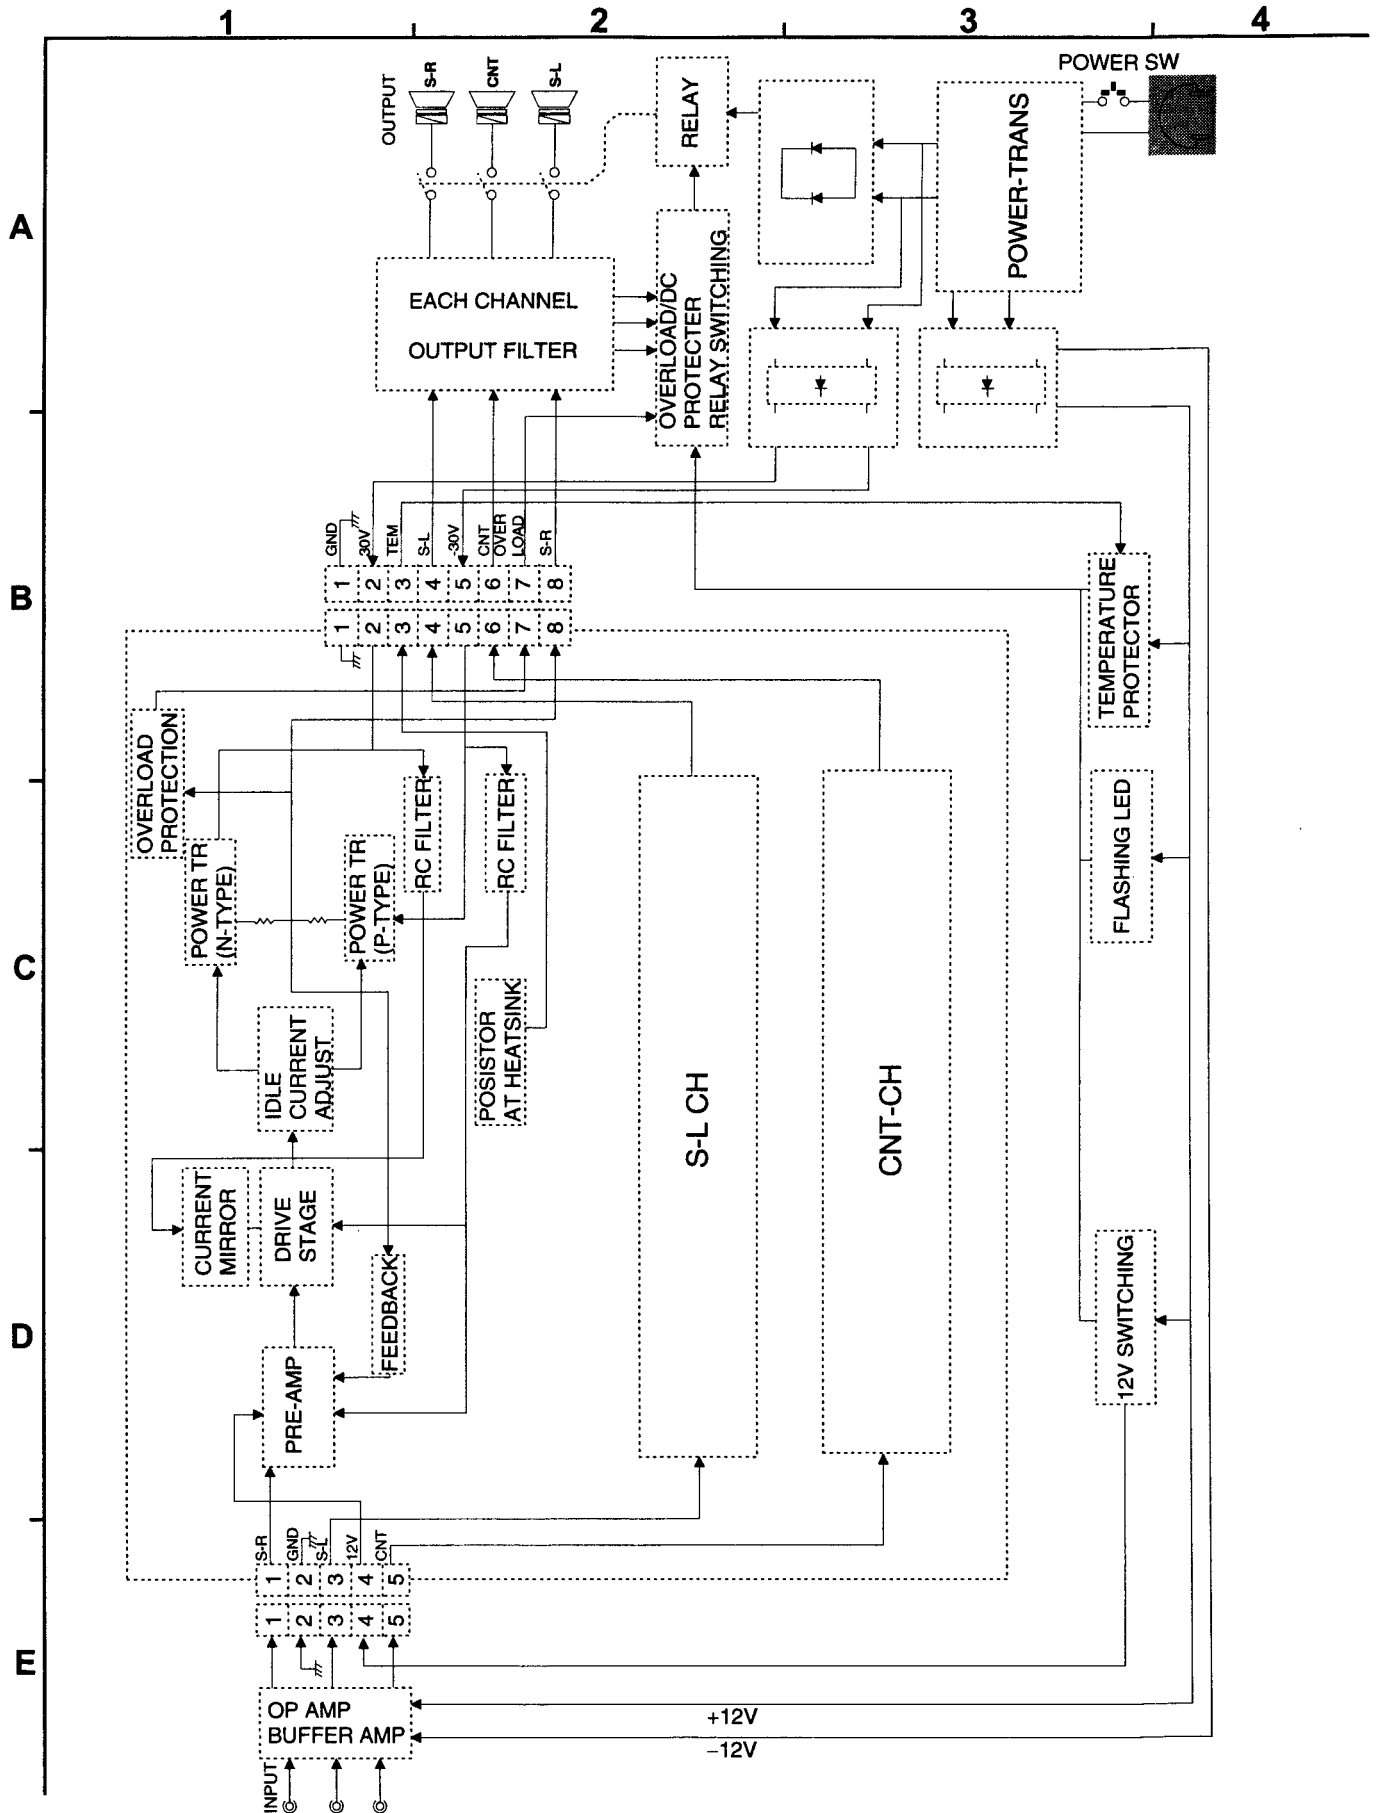 1
2
3
4
A
B
C
D
E
OUTPUT
S-R
CNT
S-L
RELAY
POWER-TRANS
POWER SW
EACH CHANNEL
OUTPUT FILTER
OVERLOAD/DC
PROTECTER
RELAY SWITCHING
GND
30V
TEM
S-L
-30V
CNT
OVER
LOAD
S-R
1 2 3 4 5 6 7 8
1 2 3 4 5 6 7 8
TEMPERATURE
PROTECTOR
OVERLOAD
PROTECTION
POWER TR
(N-TYPE)
POWER TR
(P-TYPE)
RC FILTER
RC FILTER
FLASHING LED
IDLE
CURRENT
ADJUST
POSISTOR
AT HEATSINK
S-L CH
CNT-CH
CURRENT
MIRROR
DRIVE
STAGE
FEEDBACK
PRE-AMP
12V SWITCHING
S-R
GND
S-L
12V
CNT
1 2 3 4 5
1 2 3 4 5
OP AMP
BUFFER AMP
+12V
−12V
INPUT